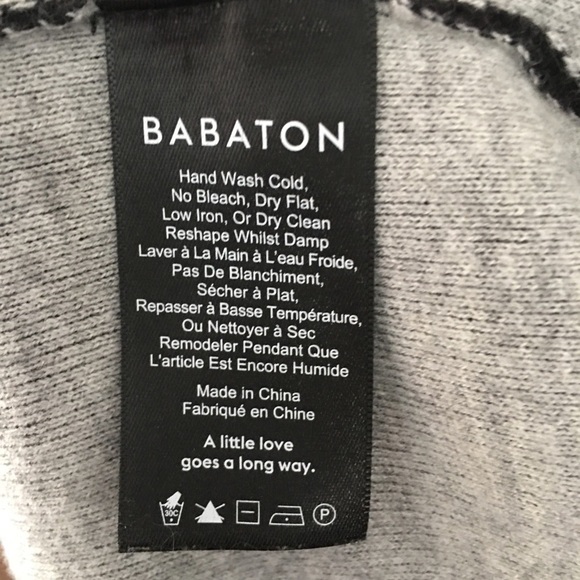 BABATON
Hand Wash Cold,
No Bleach, Dry Flat,
Low Iron, Or Dry Clean
Reshape Whilst Damp
Laver à La Main à L'eau Froide,
Pas De Blanchiment,
Sécher à Plat,
Repasser à Basse Température,
Ou Nettoyer à Sec
Remodeler Pendant Que
L'article Est Encore Humide
Made in China
Fabriqué en Chine
A little love
goes a long way.
30C P